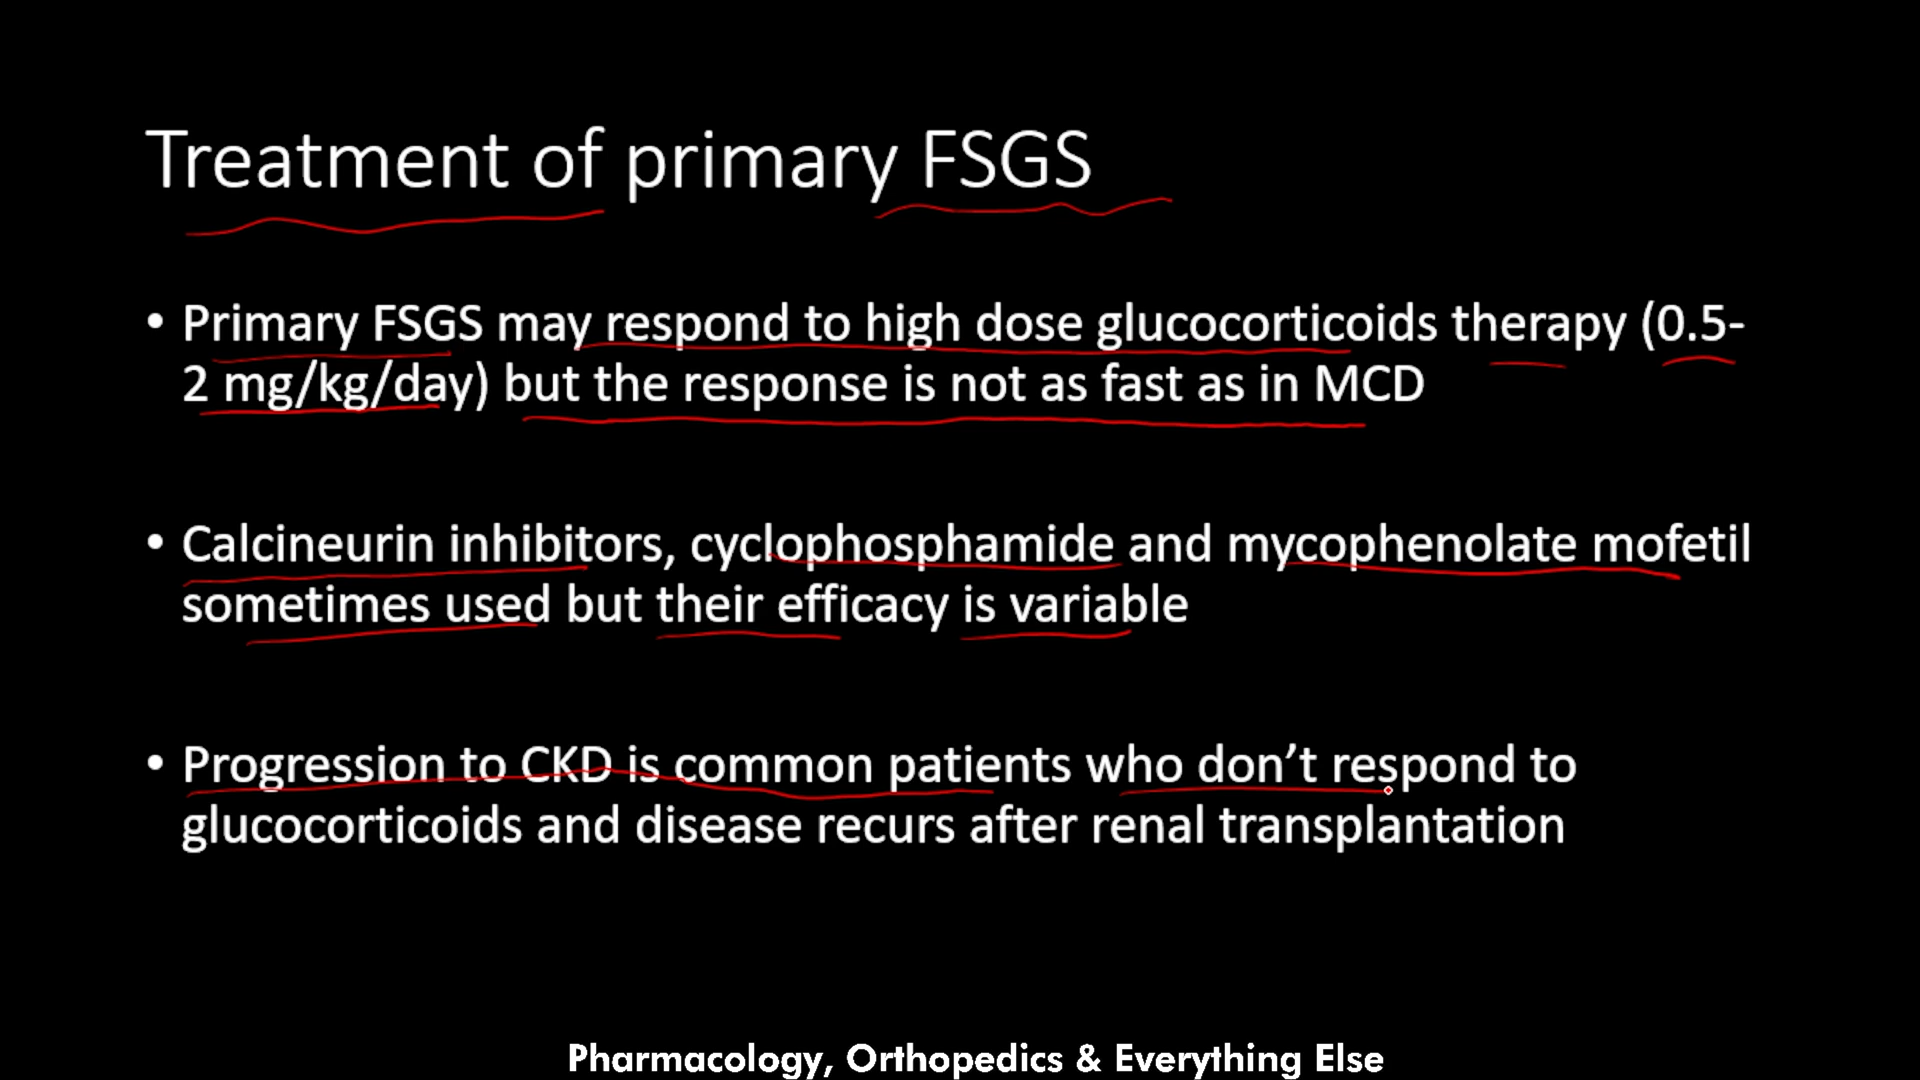 Treatment of primary FSGS
• Primary FSGS may respond to high dose glucocorticoids therapy (0.5-
2 mg/kg/day) but the response is not as fast as in MCD
• Calcineurin inhibitors, cyclophosphamide and mycophenolate mofetil
sometimes used but their efficacy is variable
• Progression to CKD is common patients who don’t respond to
glucocorticoids and disease recurs after renal transplantation
Pharmacology, Orthopedics & Everything Else